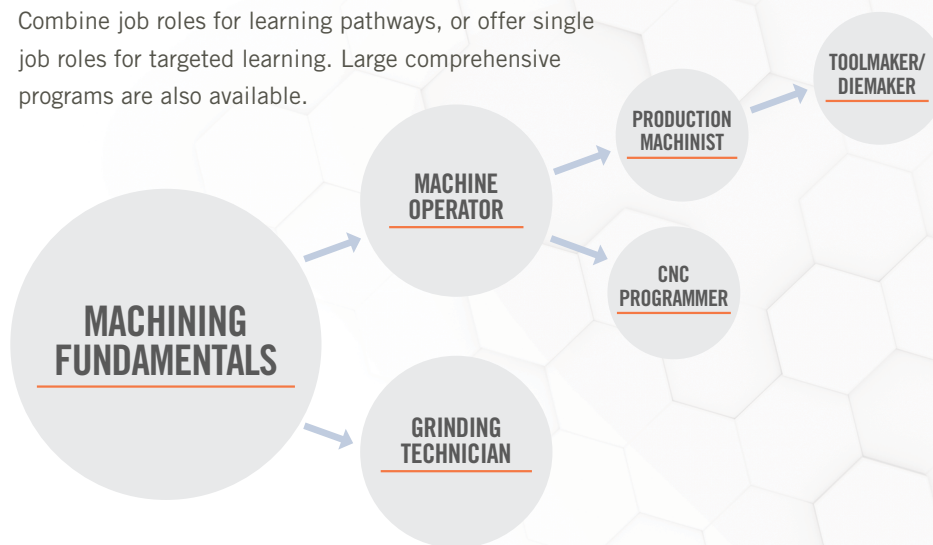 Combine job roles for learning pathways, or offer single
job roles for targeted learning. Large comprehensive
programs are also available.
TOOLMAKER/
DIEMAKER
PRODUCTION
MACHINIST
MACHINE
OPERATOR
CNC
PROGRAMMER
MACHINING
FUNDAMENTALS
GRINDING
TECHNICIAN